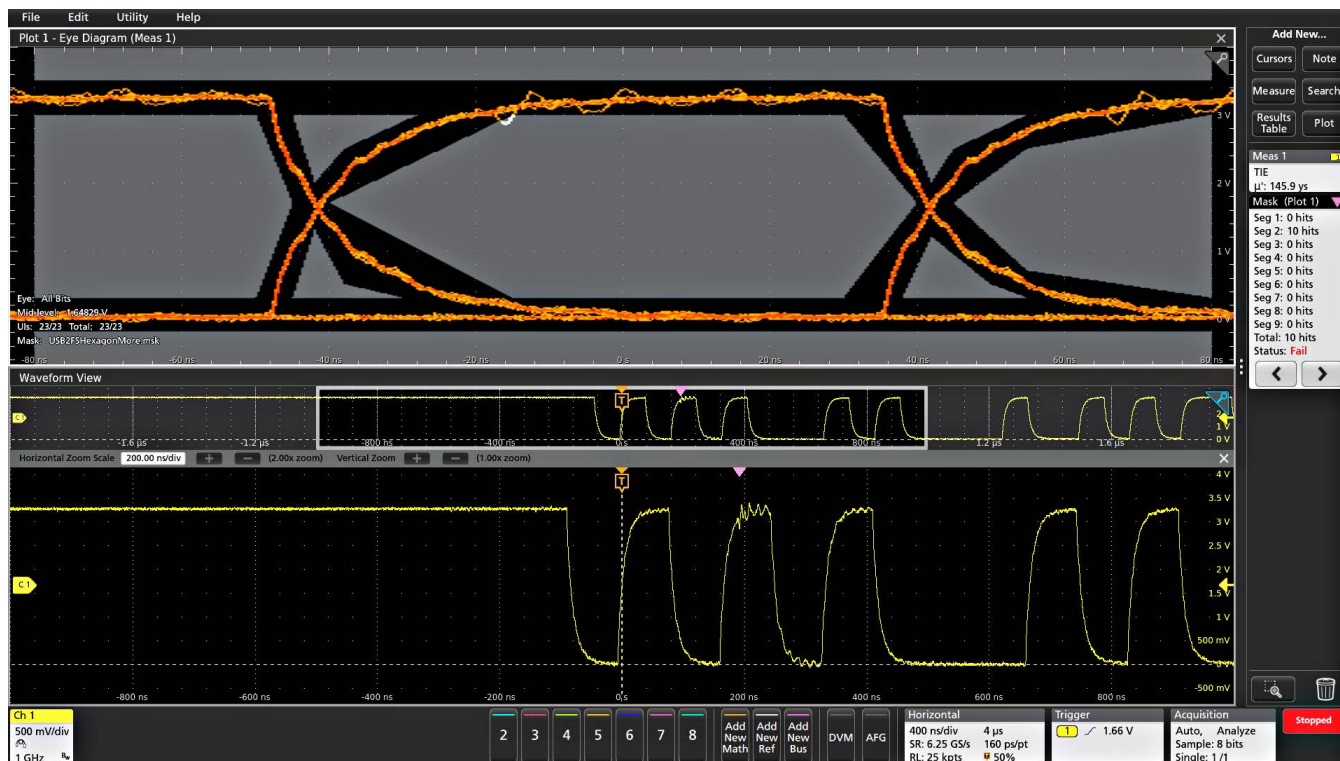 File Edit Utility Help
Plot 1 - Eye Diagram (Meas 1)
3 V
2 V
1 V
0 V
Eye: All Bits
Mid-level: 1.64829 V
UIs: 23/23 Total: 23/23
Mask: USB2FSHexagonMore.msk
-80 ns -60 ns -40 ns -20 ns 0 s 20 ns 40 ns 60 ns 80 ns
Waveform View
C 1
T
1 V
0 V
-1.6 µs -1.2 µs -800 ns -400 ns 0 s 400 ns 800 ns 1.2 µs 1.6 µs
Horizontal Zoom Scale 200.00 ns/div + - (2.00x zoom) Vertical Zoom + - (1.00x zoom)
T
4 V
3.5 V
3 V
2.5 V
2 V
C 1
1.5 V
1 V
500 mV
-500 mV
-800 ns -600 ns -400 ns -200 ns 0 s 200 ns 400 ns 600 ns 800 ns
Add New...
Cursors Note
Measure Search
Results Table Plot
Meas 1
TIE
µ': 145.9 ys
Mask (Plot 1)
Seg 1: 0 hits
Seg 2: 10 hits
Seg 3: 0 hits
Seg 4: 0 hits
Seg 5: 0 hits
Seg 6: 0 hits
Seg 7: 0 hits
Seg 8: 0 hits
Seg 9: 0 hits
Total: 10 hits
Status: Fail
Ch 1
500 mV/div
1 GHz
2 3 4 5 6 7 8
Add New Math
Add New Ref
Add New Bus
DVM AFG
Horizontal
400 ns/div 4 µs
SR: 6.25 GS/s 160 ps/pt
RL: 25 kpts 50%
Trigger
1 1.66 V
Acquisition
Auto, Analyze
Sample: 8 bits
Single: 1 /1
Stopped